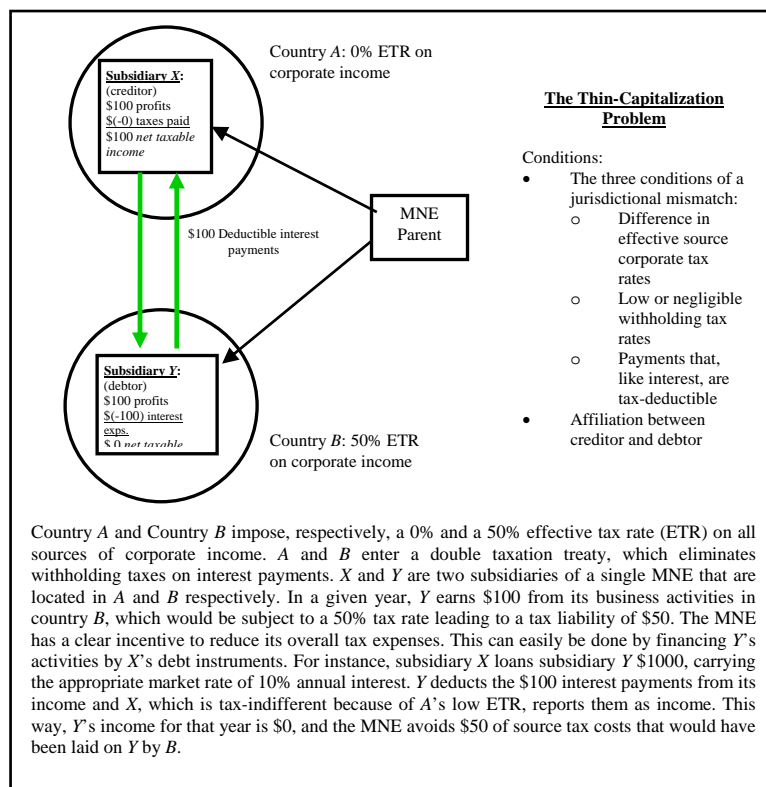 Country A: 0% ETR on
corporate income
Subsidiary X:
(creditor)
$100 profits
$(-0) taxes paid
$100 net taxable
income
The Thin-Capitalization
Problem
Conditions:
• The three conditions of a
jurisdictional mismatch:
o Difference in
effective source
corporate tax
rates
o Low or negligible
withholding tax
rates
o Payments that,
like interest, are
tax-deductible
• Affiliation between
creditor and debtor
MNE
Parent
$100 Deductible interest
payments
Subsidiary Y:
(debtor)
$100 profits
$(-100) interest
exps.
$ 0 net taxable
Country B: 50% ETR
on corporate income
Country A and Country B impose, respectively, a 0% and a 50% effective tax rate (ETR) on all
sources of corporate income. A and B enter a double taxation treaty, which eliminates
withholding taxes on interest payments. X and Y are two subsidiaries of a single MNE that are
located in A and B respectively. In a given year, Y earns $100 from its business activities in
country B, which would be subject to a 50% tax rate leading to a tax liability of $50. The MNE
has a clear incentive to reduce its overall tax expenses. This can easily be done by financing Y's
activities by X's debt instruments. For instance, subsidiary X loans subsidiary Y $1000, carrying
the appropriate market rate of 10% annual interest. Y deducts the $100 interest payments from its
income and X, which is tax-indifferent because of A's low ETR, reports them as income. This
way, Y's income for that year is $0, and the MNE avoids $50 of source tax costs that would have
been laid on Y by B.